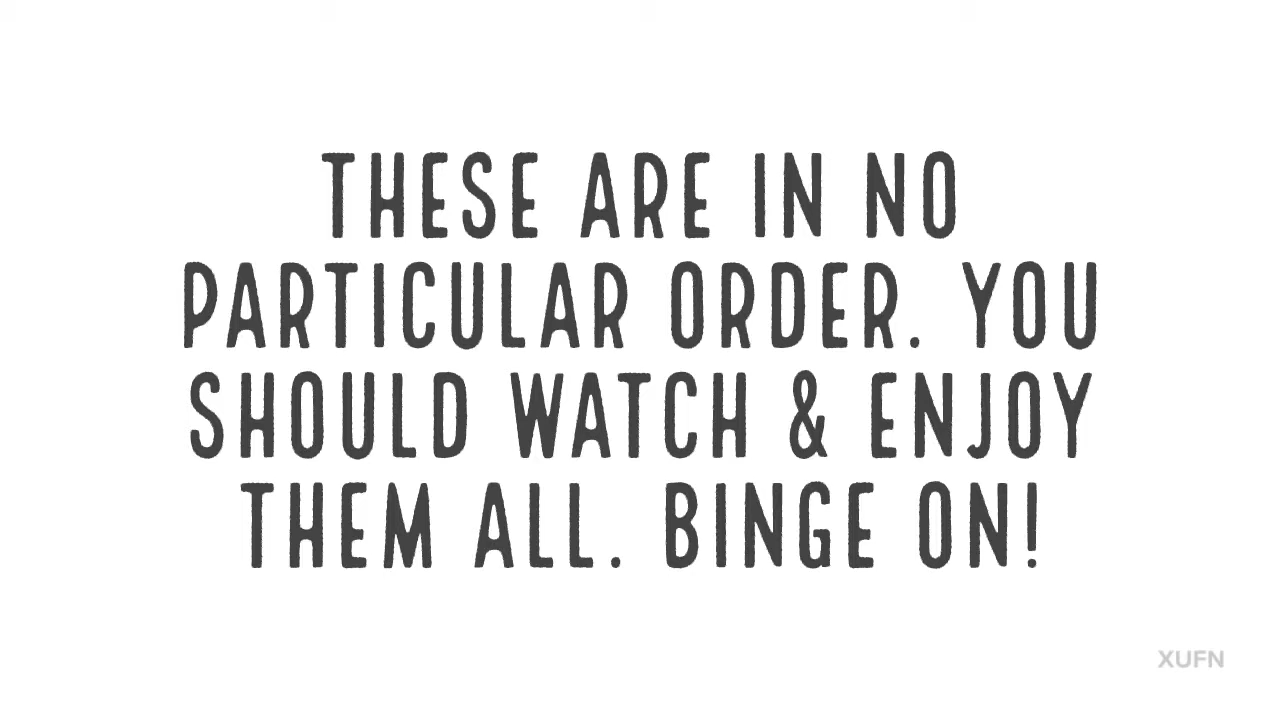 THESE ARE IN NO
PARTICULAR ORDER. YOU
SHOULD WATCH & ENJOY
THEM ALL. BINGE ON!
XUFN